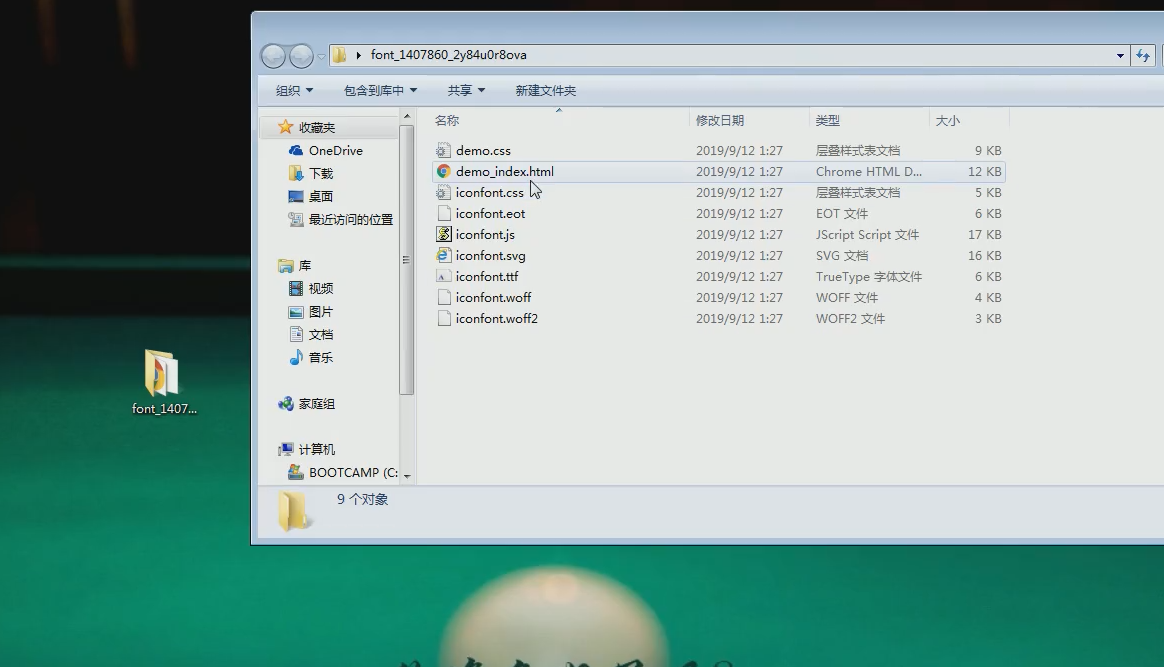 font_1407860_2y84u0r8ova
组织 包含到库中 共享 新建文件夹
名称 修改日期 类型 大小
收藏夹
OneDrive
下载
桌面
最近访问的位置
库
视频
图片
文档
音乐
家庭组
计算机
BOOTCAMP (C:
demo.css 2019/9/12 1:27 层叠样式表文档 9 KB
demo_index.html 2019/9/12 1:27 Chrome HTML D... 12 KB
iconfont.css 2019/9/12 1:27 层叠样式表文档 5 KB
iconfont.eot 2019/9/12 1:27 EOT 文件 6 KB
iconfont.js 2019/9/12 1:27 JScript Script 文件 17 KB
iconfont.svg 2019/9/12 1:27 SVG 文档 16 KB
iconfont.ttf 2019/9/12 1:27 TrueType 字体文件 6 KB
iconfont.woff 2019/9/12 1:27 WOFF 文件 4 KB
iconfont.woff2 2019/9/12 1:27 WOFF2 文件 3 KB
9 个对象
font_1407...